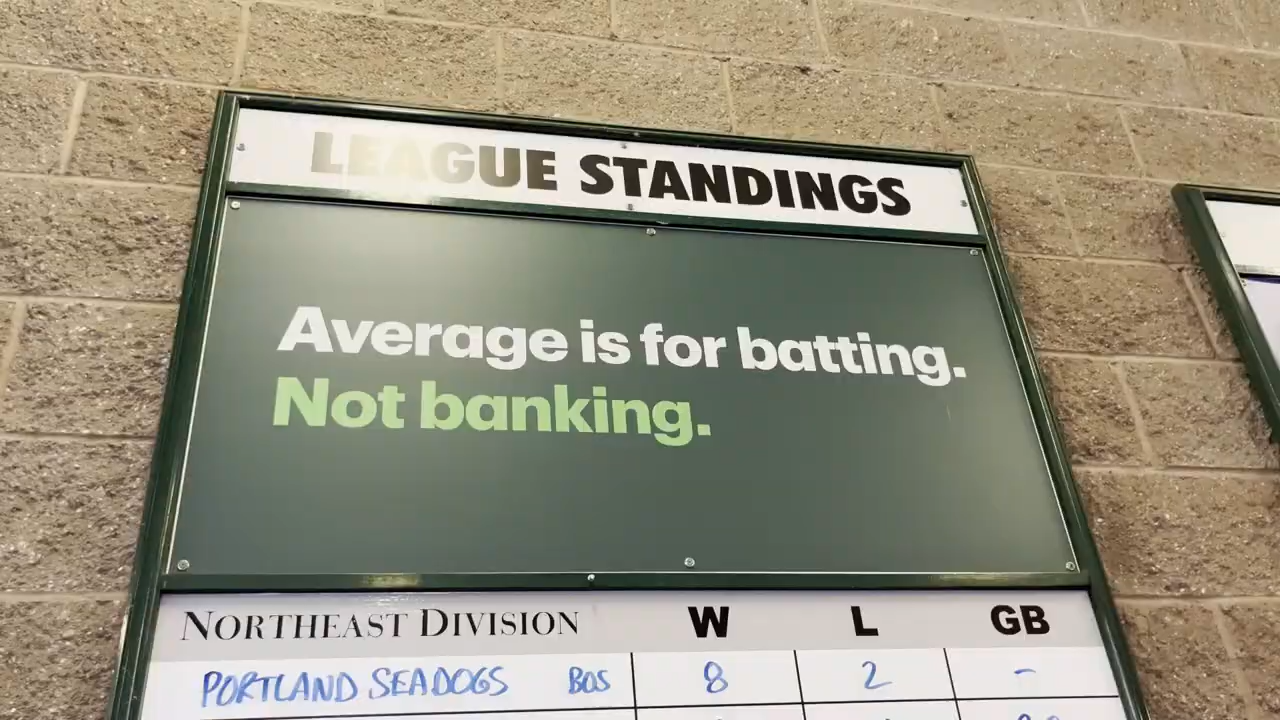 LEAGUE STANDINGS
Average is for batting.
Not banking.
NORTHEAST DIVISION W L GB
PORTLAND SEADOGS BOS 8 2 -